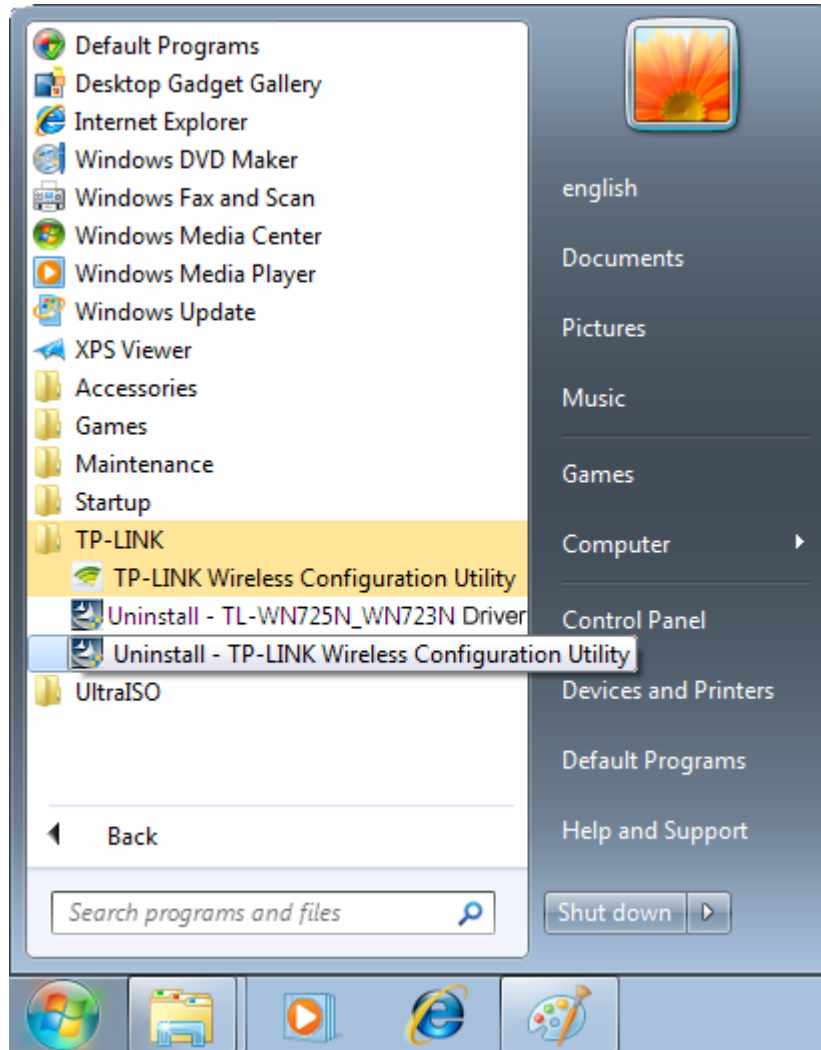 Default Programs
Desktop Gadget Gallery
Internet Explorer
Windows DVD Maker
Windows Fax and Scan
Windows Media Center
Windows Media Player
Windows Update
XPS Viewer
Accessories
Games
Maintenance
Startup
TP-LINK
TP-LINK Wireless Configuration Utility
Uninstall - TL-WN725N_WN723N Driver
Uninstall - TP-LINK Wireless Configuration Utility
UltraISO
Back
Search programs and files
english
Documents
Pictures
Music
Games
Computer
Control Panel
Devices and Printers
Default Programs
Help and Support
Shut down